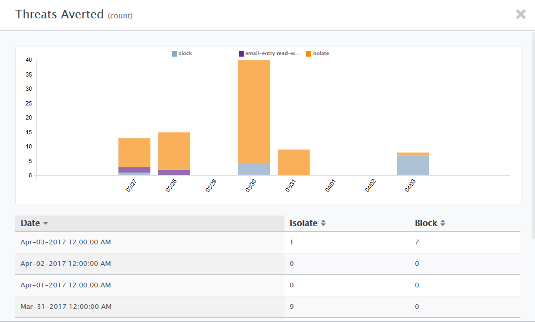 Threats Averted (count)
block
email-entry read-w...
isolate
40
35
30
25
20
15
10
5
0
03/27
03/28
03/29
03/30
03/31
04/01
04/02
04/03
Date Isolate Block
Apr-03-2017 12:00:00 AM 1 7
Apr-02-2017 12:00:00 AM 0 0
Apr-01-2017 12:00:00 AM 0 0
Mar-31-2017 12:00:00 AM 9 0